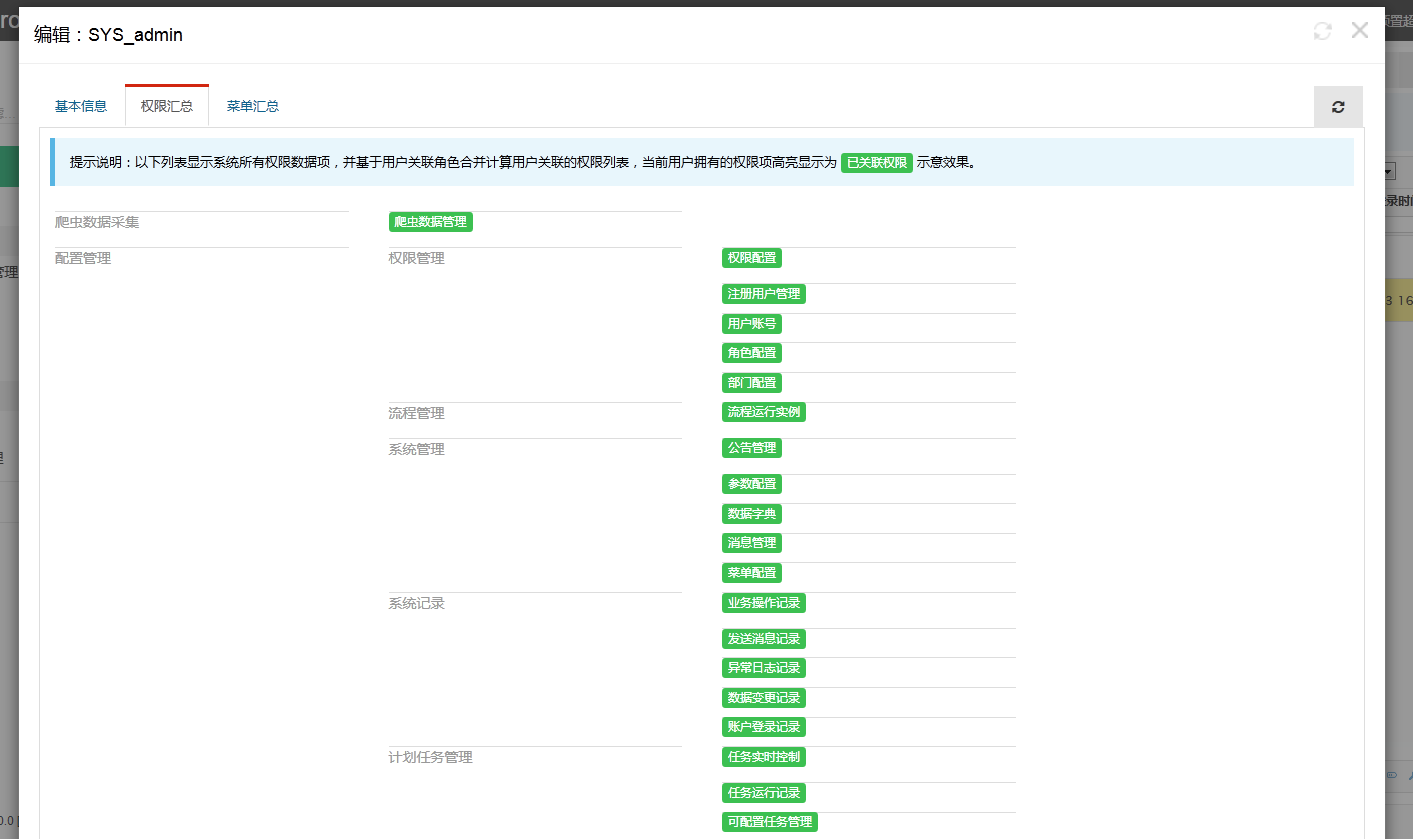 编辑：SYS_admin
基本信息 权限汇总 菜单汇总
提示说明：以下列表显示系统所有权限数据项，并基于用户关联角色合并计算用户关联的权限列表，当前用户拥有的权限项高亮显示为 已关联权限 示意效果。
爬虫数据采集 爬虫数据管理
配置管理 权限管理 权限配置
注册用户管理
用户账号
角色配置
部门配置
流程管理 流程运行实例
系统管理 公告管理
参数配置
数据字典
消息管理
菜单配置
系统记录 业务操作记录
发送消息记录
异常日志记录
数据变更记录
账户登录记录
计划任务管理 任务实时控制
任务运行记录
可配置任务管理